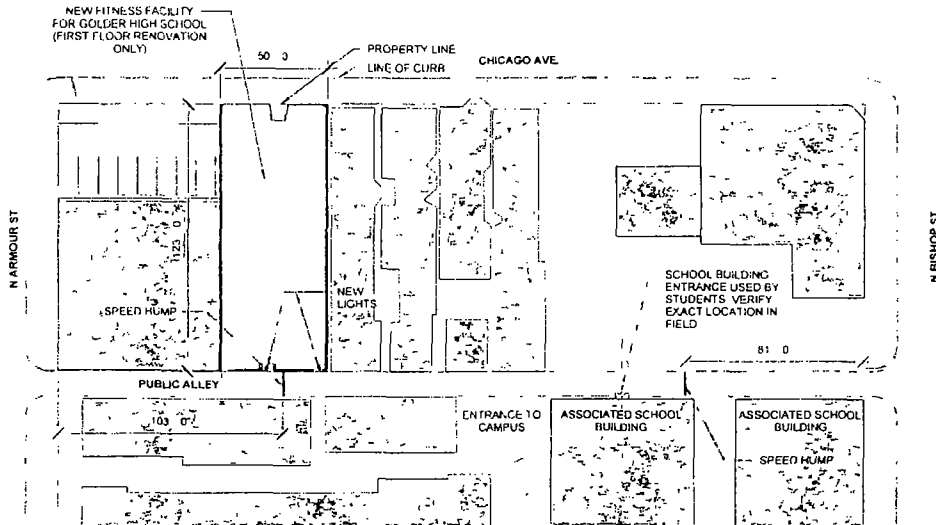 NEW FITNESS FACILITY
FOR GOLDER HIGH SCHOOL
(FIRST FLOOR RENOVATION
ONLY)
50 0
PROPERTY LINE
LINE OF CURB
CHICAGO AVE.
N ARMOUR ST
N BISHOP ST
123 0
SPEED HUMP
NEW
LIGHTS
SCHOOL BUILDING
ENTRANCE USED BY
STUDENTS VERIFY
EXACT LOCATION IN
FIELD
81 0
PUBLIC ALLEY
103 0
ENTRANCE TO
CAMPUS
ASSOCIATED SCHOOL
BUILDING
ASSOCIATED SCHOOL
BUILDING
SPEED HUMP